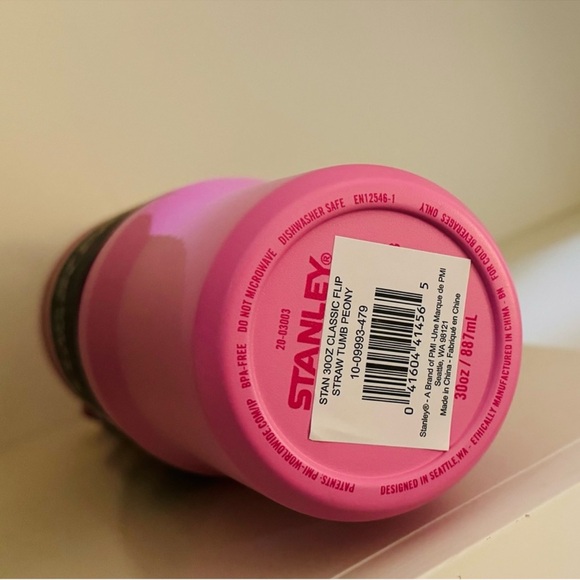 DO NOT MICROWAVE DISHWASHER SAFE EN12546-1 FOR COLD BEVERAGES ONLY
BPA-FREE
PATENTS: PMI-WORLDWIDE.COM/IP
DESIGNED IN SEATTLE, WA - ETHICALLY MANUFACTURED IN CHINA - BN
20-03003
STANLEY®
30oz / 887mL
STAN 30OZ CLASSIC FLIP
STRAW TUMB PEONY
10-09993-479
0 41604 41456 5
Stanley® - A Brand of PMI -Une Marque de PMI
Seattle, WA 98121
Made in China - Fabriqué en Chine